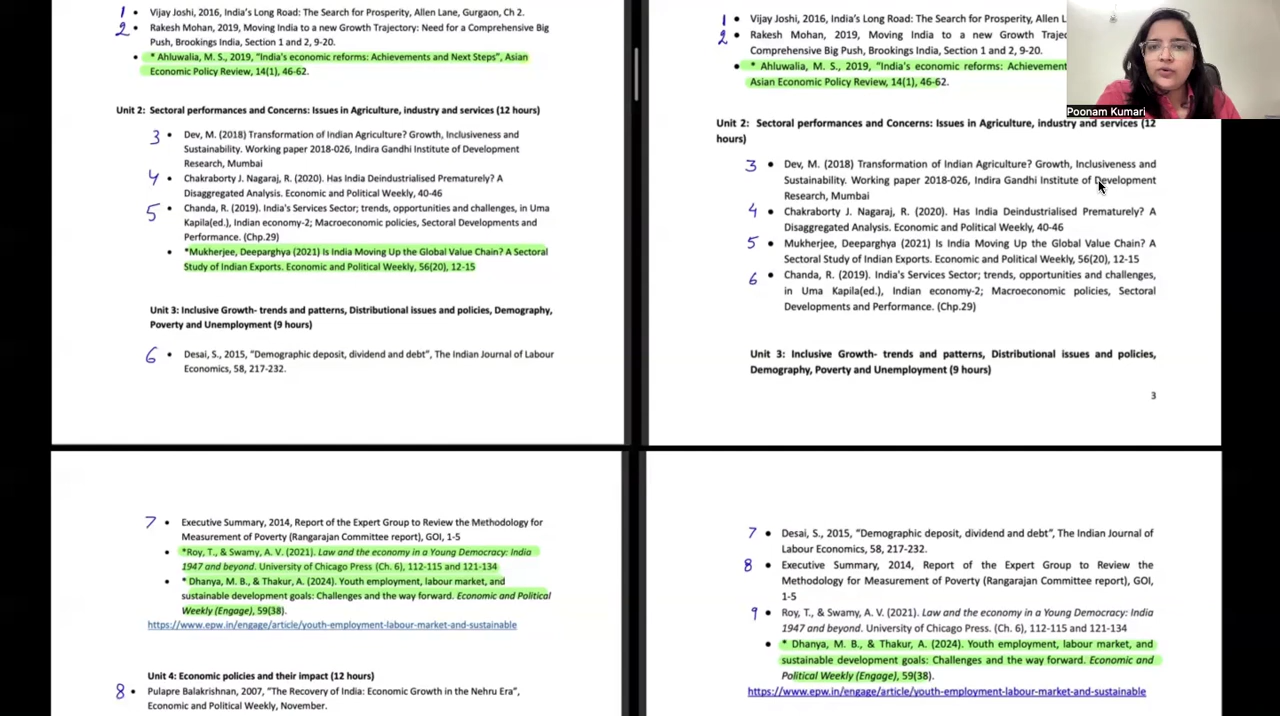 1 • Vijay Joshi, 2016, India's Long Road: The Search for Prosperity, Allen Lane, Gurgaon, Ch 2.
2 • Rakesh Mohan, 2019, Moving India to a new Growth Trajectory: Need for a Comprehensive Big
Push, Brookings India, Section 1 and 2, 9-20.
• * Ahluwalia, M. S., 2019, "India's economic reforms: Achievements and Next Steps", Asian
Economic Policy Review, 14(1), 46-62.
Unit 2: Sectoral performances and Concerns: Issues in Agriculture, industry and services (12 hours)
3 • Dev, M. (2018) Transformation of Indian Agriculture? Growth, Inclusiveness and
Sustainability. Working paper 2018-026, Indira Gandhi Institute of Development
Research, Mumbai
4 • Chakraborty J. Nagaraj, R. (2020). Has India Deindustrialised Prematurely? A
Disaggregated Analysis. Economic and Political Weekly, 40-46
5 • Chanda, R. (2019). India's Services Sector; trends, opportunities and challenges, in Uma
Kapila(ed.), Indian economy-2; Macroeconomic policies, Sectoral Developments and
Performance. (Chp.29)
• *Mukherjee, Deeparghya (2021) Is India Moving Up the Global Value Chain? A Sectoral
Study of Indian Exports. Economic and Political Weekly, 56(20), 12-15
Unit 3: Inclusive Growth- trends and patterns, Distributional issues and policies, Demography,
Poverty and Unemployment (9 hours)
6 • Desai, S., 2015, "Demographic deposit, dividend and debt", The Indian Journal of Labour
Economics, 58, 217-232.
1 • Vijay Joshi, 2016, India's Long Road: The Search for Prosperity, Allen L
2 • Rakesh Mohan, 2019, Moving India to a new Growth Trajec
Comprehensive Big Push, Brookings India, Section 1 and 2, 9-20.
• * Ahluwalia, M. S., 2019, "India's economic reforms: Achievement
Asian Economic Policy Review, 14(1), 46-62.
Poonam Kumari
Unit 2: Sectoral performances and Concerns: Issues in Agriculture, industry and services (12
hours)
3 • Dev, M. (2018) Transformation of Indian Agriculture? Growth, Inclusiveness and
Sustainability. Working paper 2018-026, Indira Gandhi Institute of Development
Research, Mumbai
4 • Chakraborty J. Nagaraj, R. (2020). Has India Deindustrialised Prematurely? A
Disaggregated Analysis. Economic and Political Weekly, 40-46
5 • Mukherjee, Deeparghya (2021) Is India Moving Up the Global Value Chain? A
Sectoral Study of Indian Exports. Economic and Political Weekly, 56(20), 12-15
6 • Chanda, R. (2019). India's Services Sector; trends, opportunities and challenges,
in Uma Kapila(ed.), Indian economy-2; Macroeconomic policies, Sectoral
Developments and Performance. (Chp.29)
Unit 3: Inclusive Growth- trends and patterns, Distributional issues and policies,
Demography, Poverty and Unemployment (9 hours)
3
7 • Executive Summary, 2014, Report of the Expert Group to Review the Methodology for
Measurement of Poverty (Rangarajan Committee report), GOI, 1-5
• *Roy, T., & Swamy, A. V. (2021). Law and the economy in a Young Democracy: India
1947 and beyond. University of Chicago Press (Ch. 6), 112-115 and 121-134
• * Dhanya, M. B., & Thakur, A. (2024). Youth employment, labour market, and
sustainable development goals: Challenges and the way forward. Economic and Political
Weekly (Engage), 59(38).
https://www.epw.in/engage/article/youth-employment-labour-market-and-sustainable
Unit 4: Economic policies and their impact (12 hours)
8 • Pulapre Balakrishnan, 2007, "The Recovery of India: Economic Growth in the Nehru Era",
Economic and Political Weekly, November.
7 • Desai, S., 2015, "Demographic deposit, dividend and debt", The Indian Journal of
Labour Economics, 58, 217-232.
8 • Executive Summary, 2014, Report of the Expert Group to Review the
Methodology for Measurement of Poverty (Rangarajan Committee report), GOI,
1-5
9 • Roy, T., & Swamy, A. V. (2021). Law and the economy in a Young Democracy: India
1947 and beyond. University of Chicago Press. (Ch. 6), 112-115 and 121-134
• * Dhanya, M. B., & Thakur, A. (2024). Youth employment, labour market, and
sustainable development goals: Challenges and the way forward. Economic and
Political Weekly (Engage), 59(38).
https://www.epw.in/engage/article/youth-employment-labour-market-and-sustainable